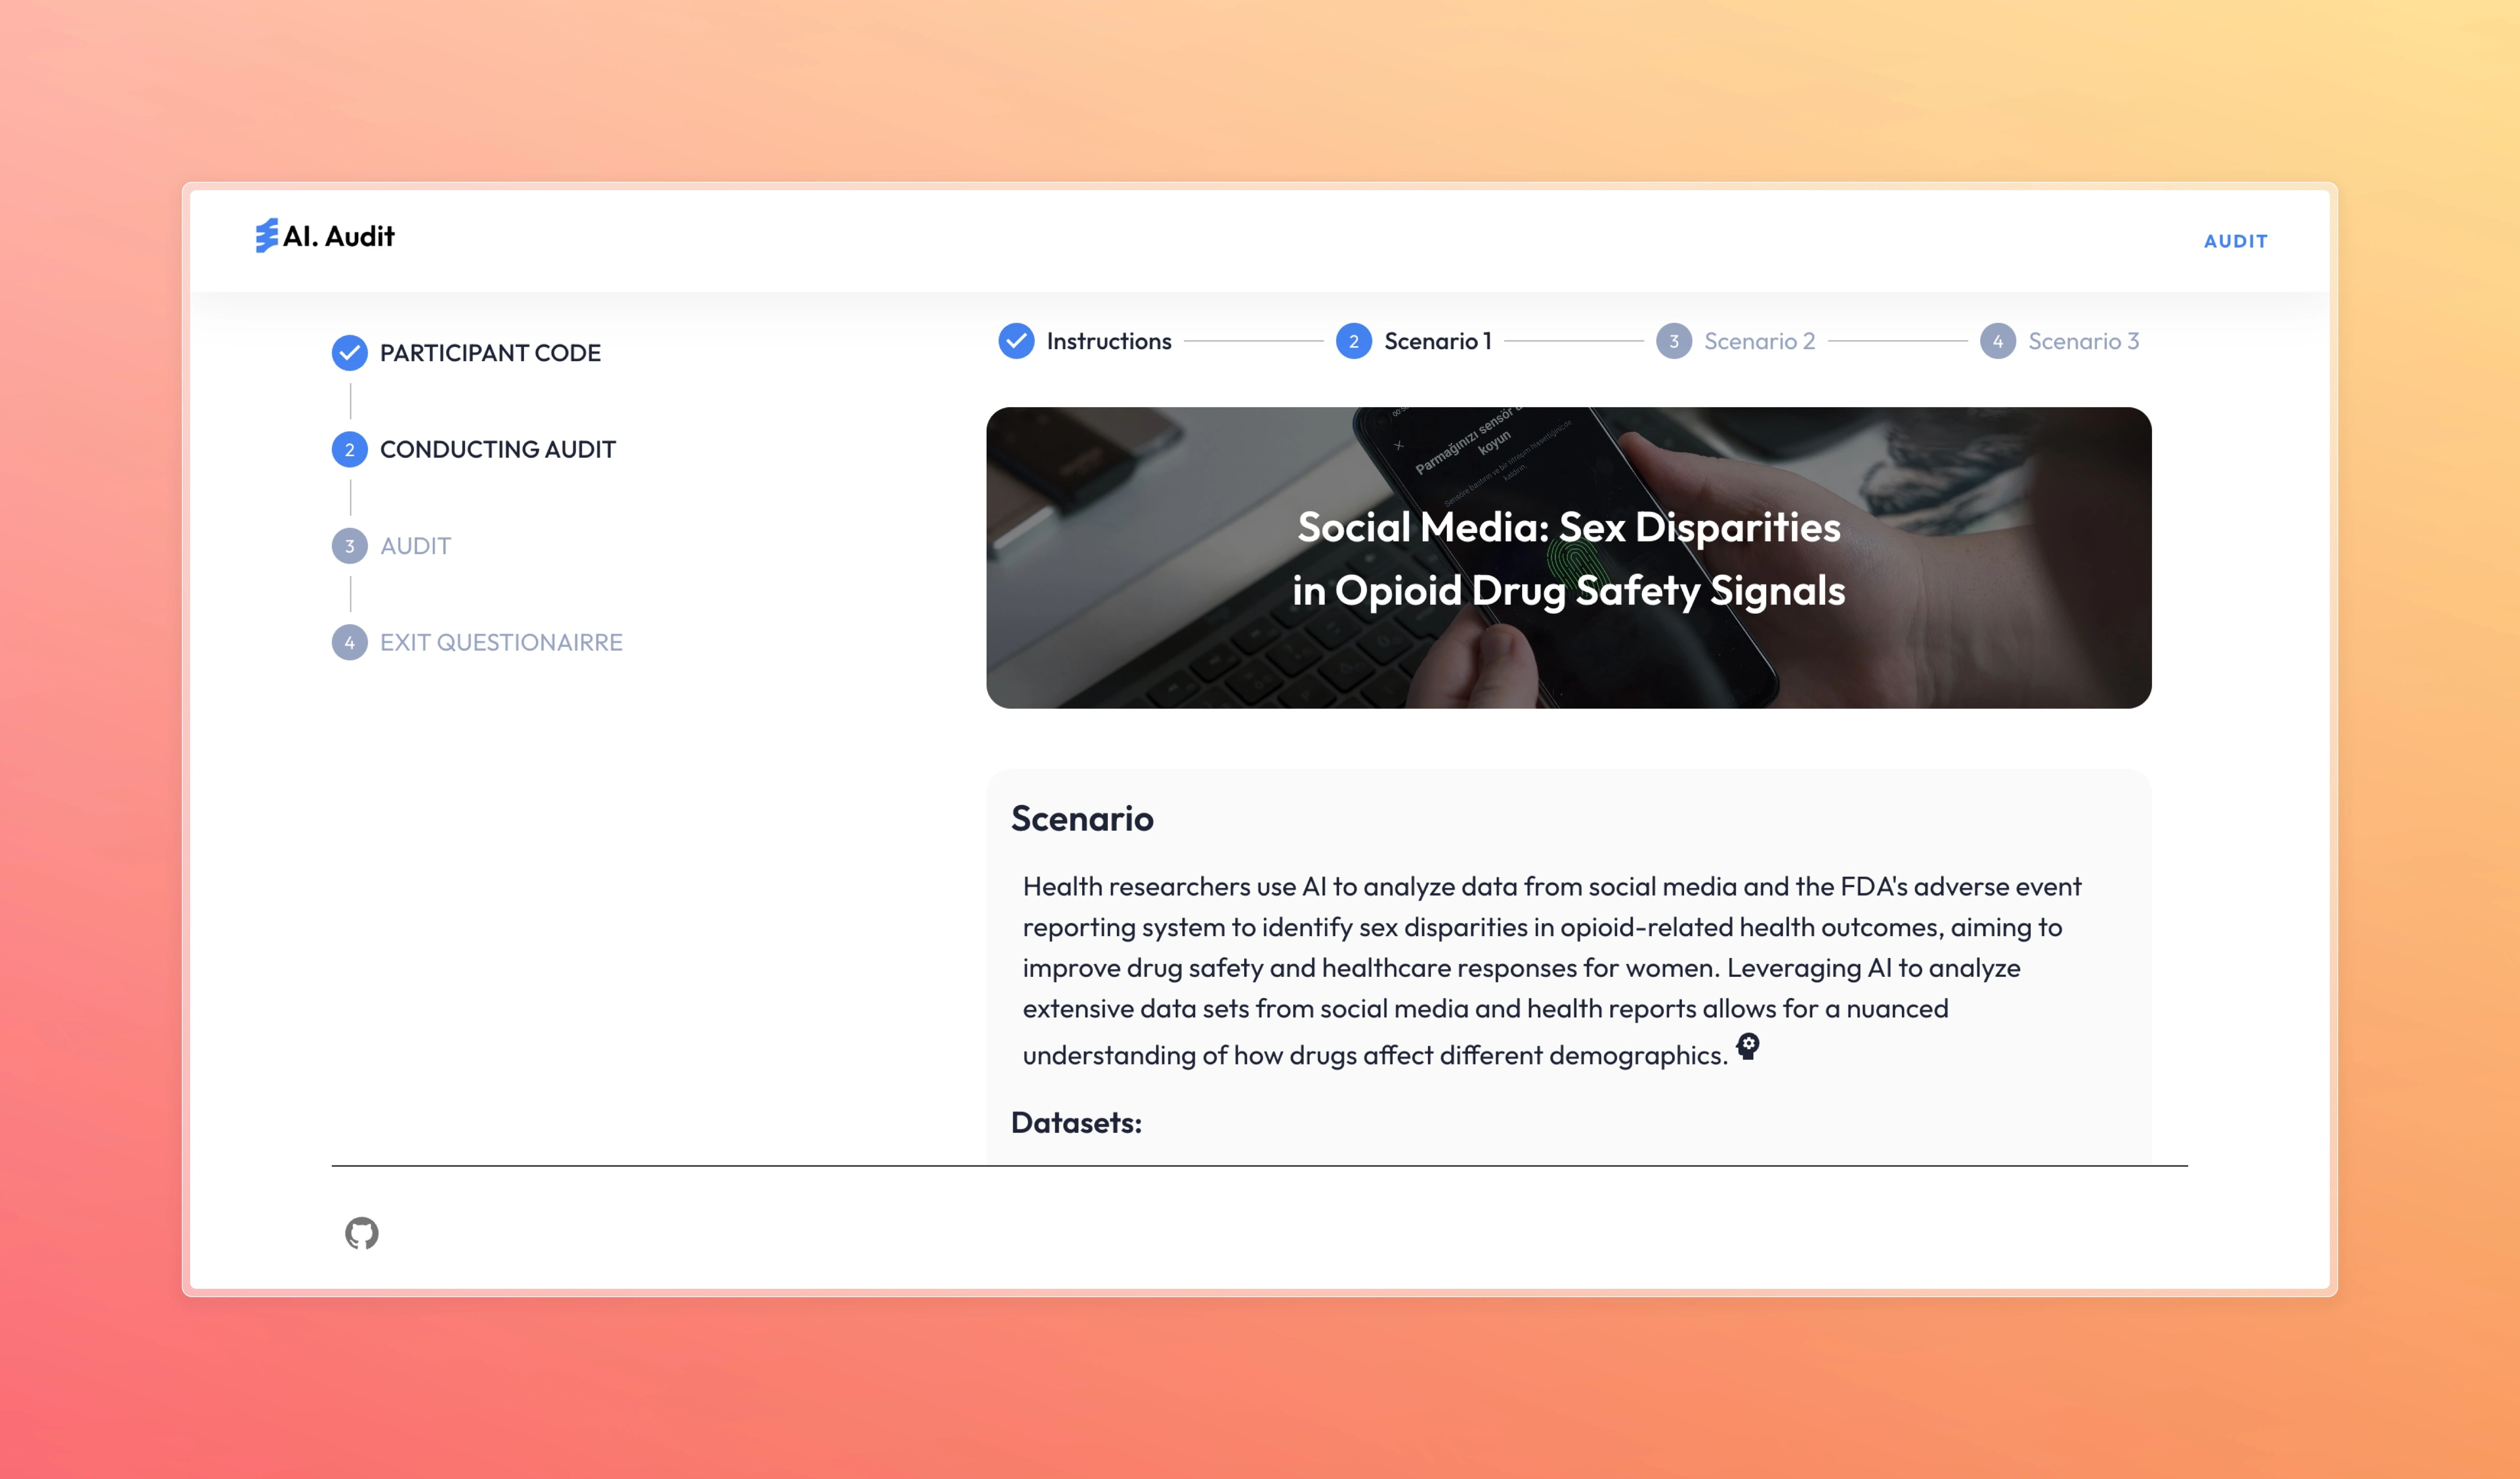 AI. Audit
AUDIT
PARTICIPANT CODE
2 CONDUCTING AUDIT
3 AUDIT
4 EXIT QUESTIONAIRRE
Instructions
2 Scenario 1
3 Scenario 2
4 Scenario 3
Parmağınızı sensör
koyun
Social Media: Sex Disparities
in Opioid Drug Safety Signals
Scenario
Health researchers use AI to analyze data from social media and the FDA's adverse event
reporting system to identify sex disparities in opioid-related health outcomes, aiming to
improve drug safety and healthcare responses for women. Leveraging AI to analyze
extensive data sets from social media and health reports allows for a nuanced
understanding of how drugs affect different demographics.
Datasets: